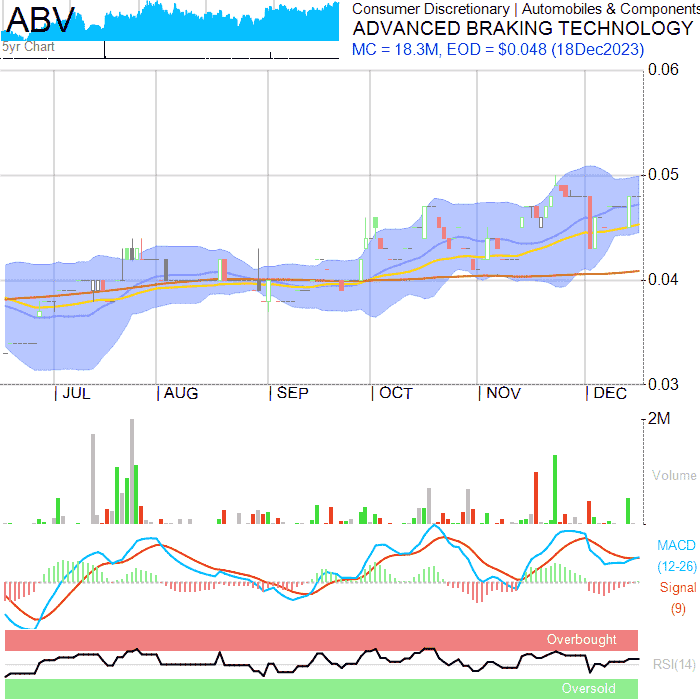 ABV
5yr Chart
Consumer Discretionary | Automobiles & Components
ADVANCED BRAKING TECHNOLOGY
MC = 18.3M, EOD = $0.048 (18Dec2023)
0.06
0.05
0.04
0.03
JUL AUG SEP OCT NOV DEC
2M
Volume
MACD
(12-26)
Signal
(9)
Overbought
RSI(14)
Oversold